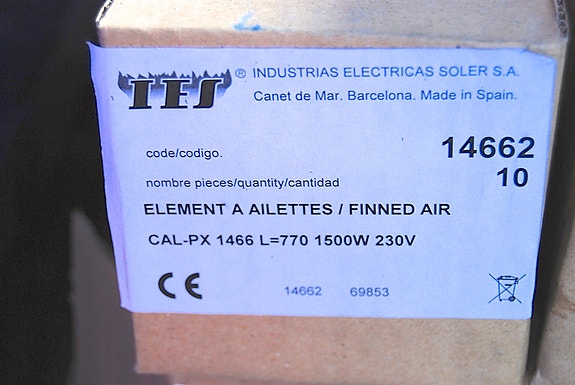 IES ® INDUSTRIAS ELECTRICAS SOLER S.A.
Canet de Mar. Barcelona. Made in Spain.
code/codigo. 14662
nombre pieces/quantity/cantidad 10
ELEMENT A AILETTES / FINNED AIR
CAL-PX 1466 L=770 1500W 230V
CE 14662 69853